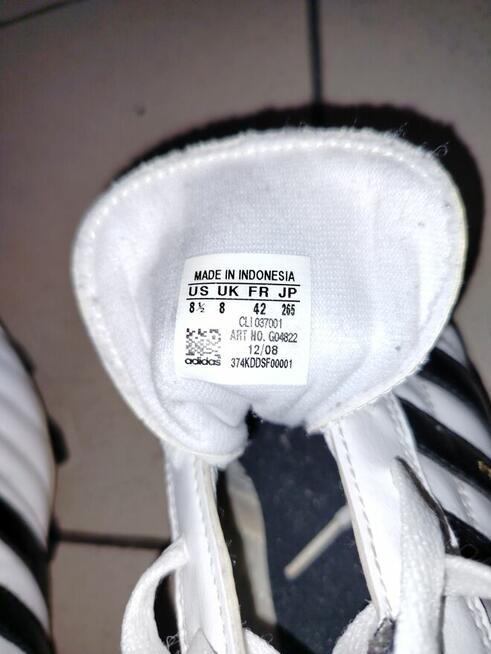 MADE IN INDONESIA
US UK FR JP
8½ 8 42 265
CLI037001
ART NO. G04822
12/08
adidas
374KDDSF00001